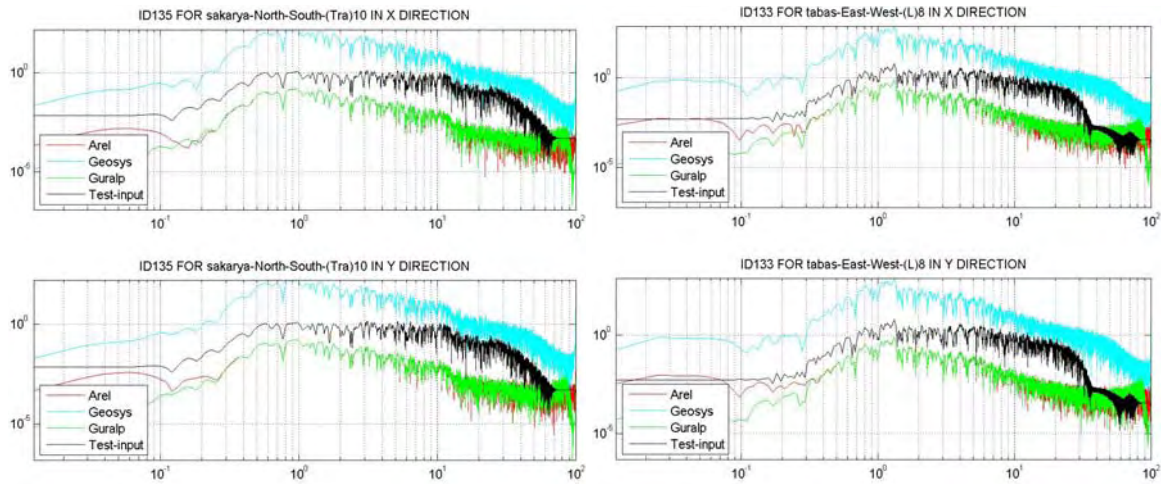 ID135 FOR sakarya-North-South-(Tra)10 IN X DIRECTION
10^0
10^-5
Arel
Geosys
Guralp
Test-input
10^-1
10^0
10^1
10^2
ID133 FOR tabas-East-West-(L)8 IN X DIRECTION
10^0
10^-5
Arel
Geosys
Guralp
Test-input
10^-1
10^0
10^1
10^2
ID135 FOR sakarya-North-South-(Tra)10 IN Y DIRECTION
10^0
10^-5
Arel
Geosys
Guralp
Test-input
10^-1
10^0
10^1
10^2
ID133 FOR tabas-East-West-(L)8 IN Y DIRECTION
10^0
10^-5
Arel
Geosys
Guralp
Test-input
10^-1
10^0
10^1
10^2